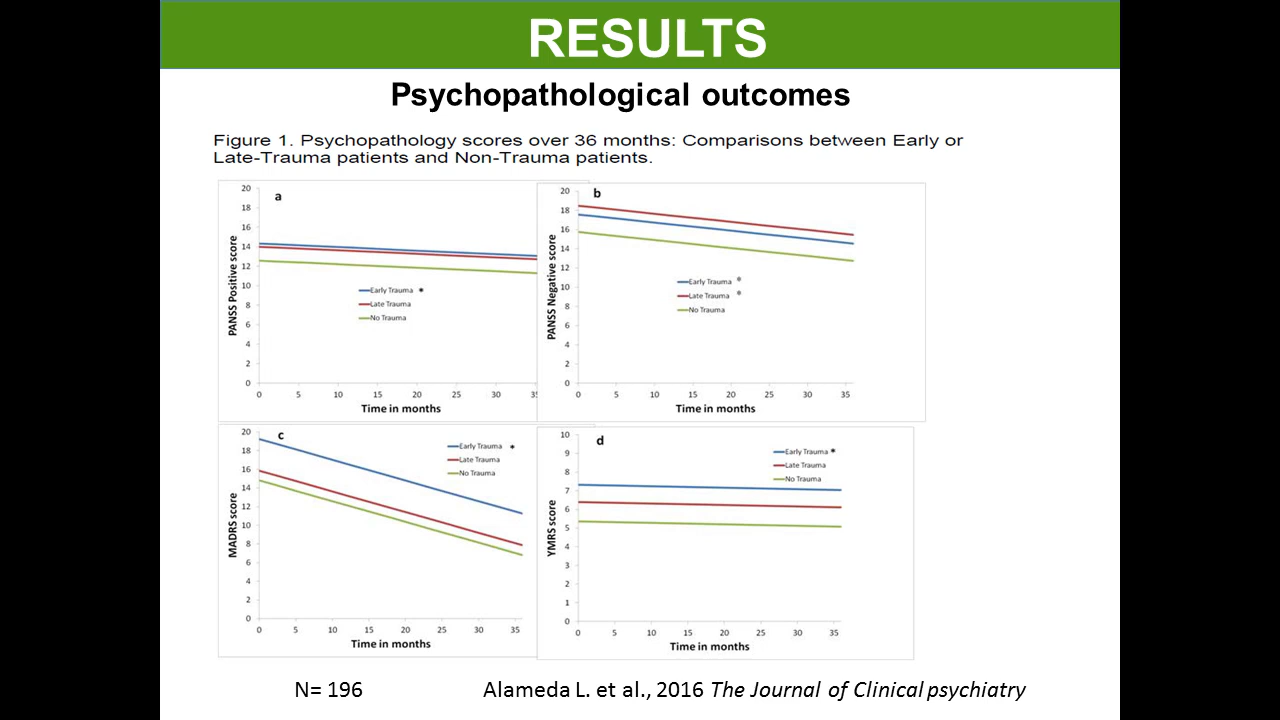 RESULTS
Psychopathological outcomes
Figure 1. Psychopathology scores over 36 months: Comparisons between Early or
Late-Trauma patients and Non-Trauma patients.
a
PANSS Positive score
20
18
16
14
12
10
8
6
4
2
0
Early Trauma *
Late Trauma
No Trauma
0 5 10 15 20 25 30 35
Time in months
b
PANSS Negative score
20
18
16
14
12
10
8
6
4
2
0
Early Trauma *
Late Trauma *
No Trauma
0 5 10 15 20 25 30 35
Time in months
c
MADRS score
20
18
16
14
12
10
8
6
4
2
0
Early Trauma *
Late Trauma
No Trauma
0 5 10 15 20 25 30 35
Time in months
d
YMRS score
10
9
8
7
6
5
4
3
2
1
0
Early Trauma *
Late Trauma
No Trauma
0 5 10 15 20 25 30 35
Time in months
N= 196
Alameda L. et al., 2016 The Journal of Clinical psychiatry